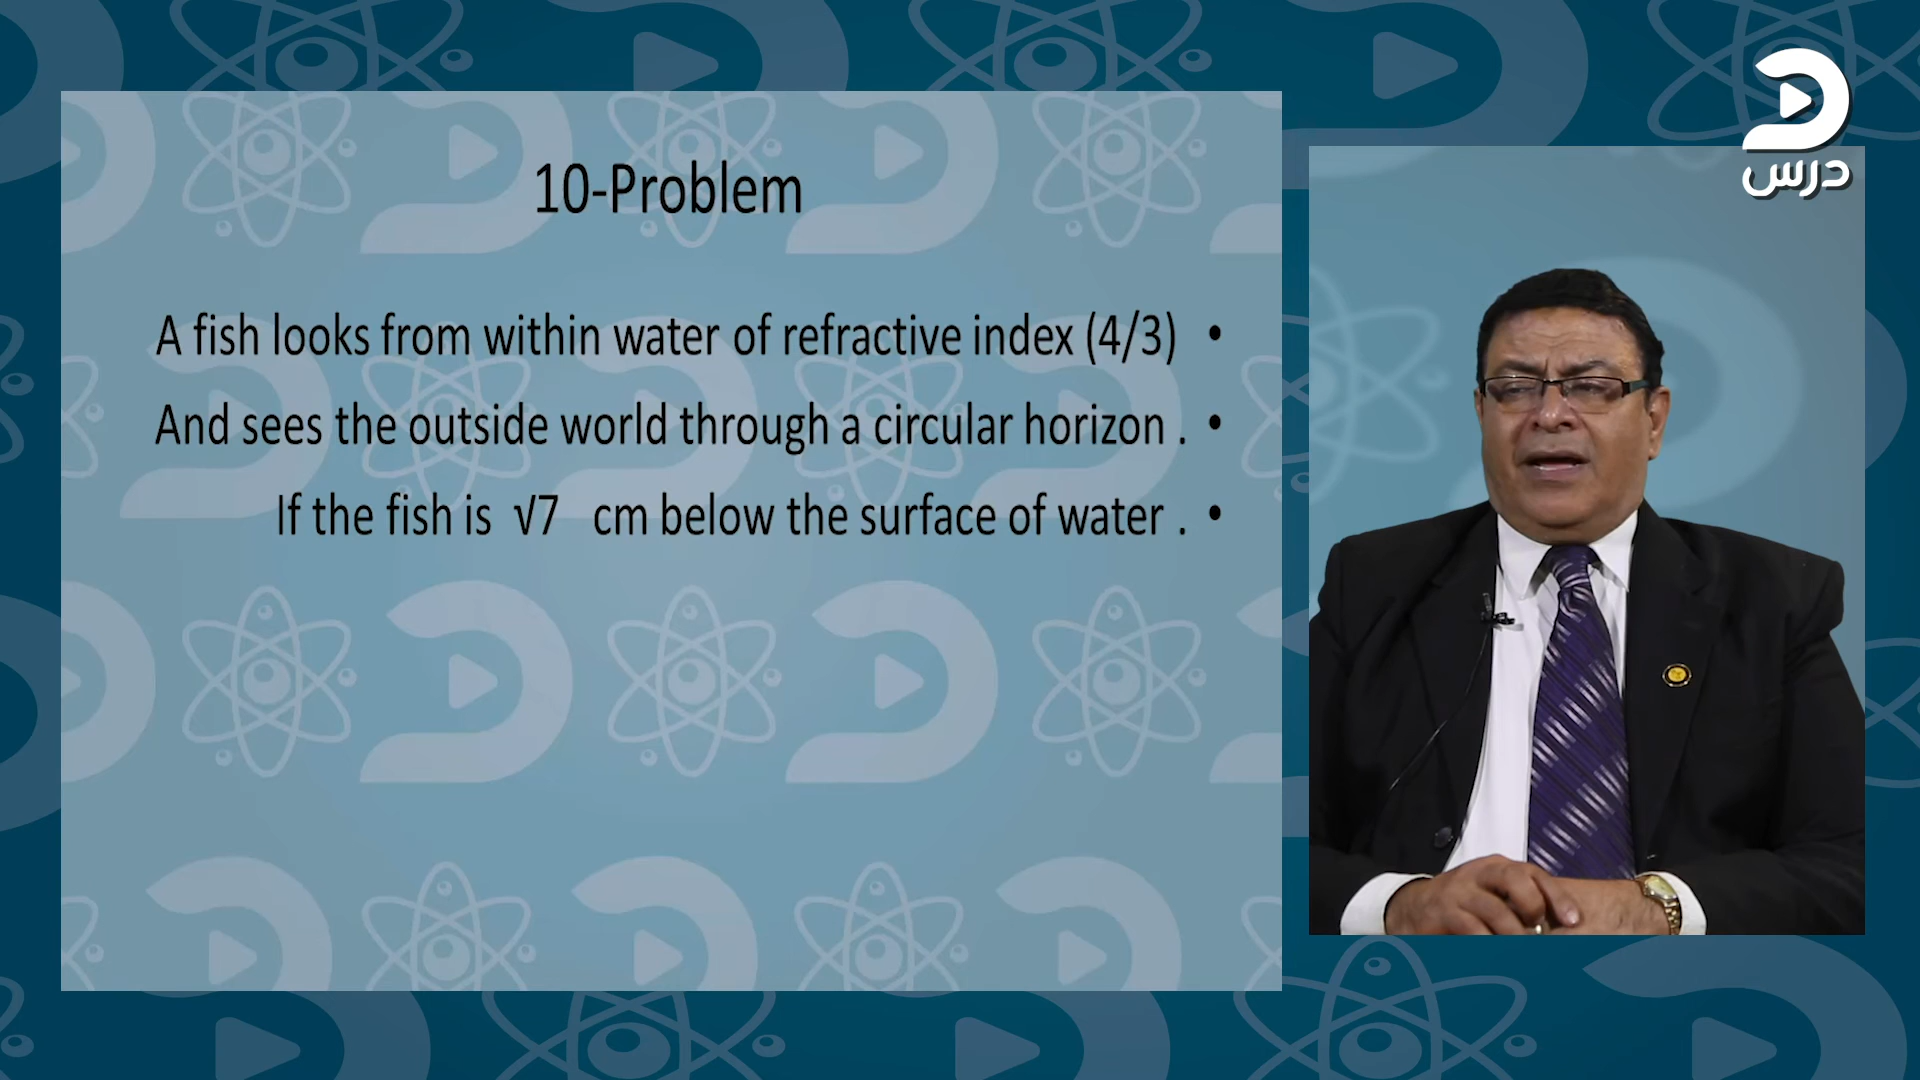 10-Problem
A fish looks from within water of refractive index (4/3) •
And sees the outside world through a circular horizon . •
If the fish is √7 cm below the surface of water . •
درس